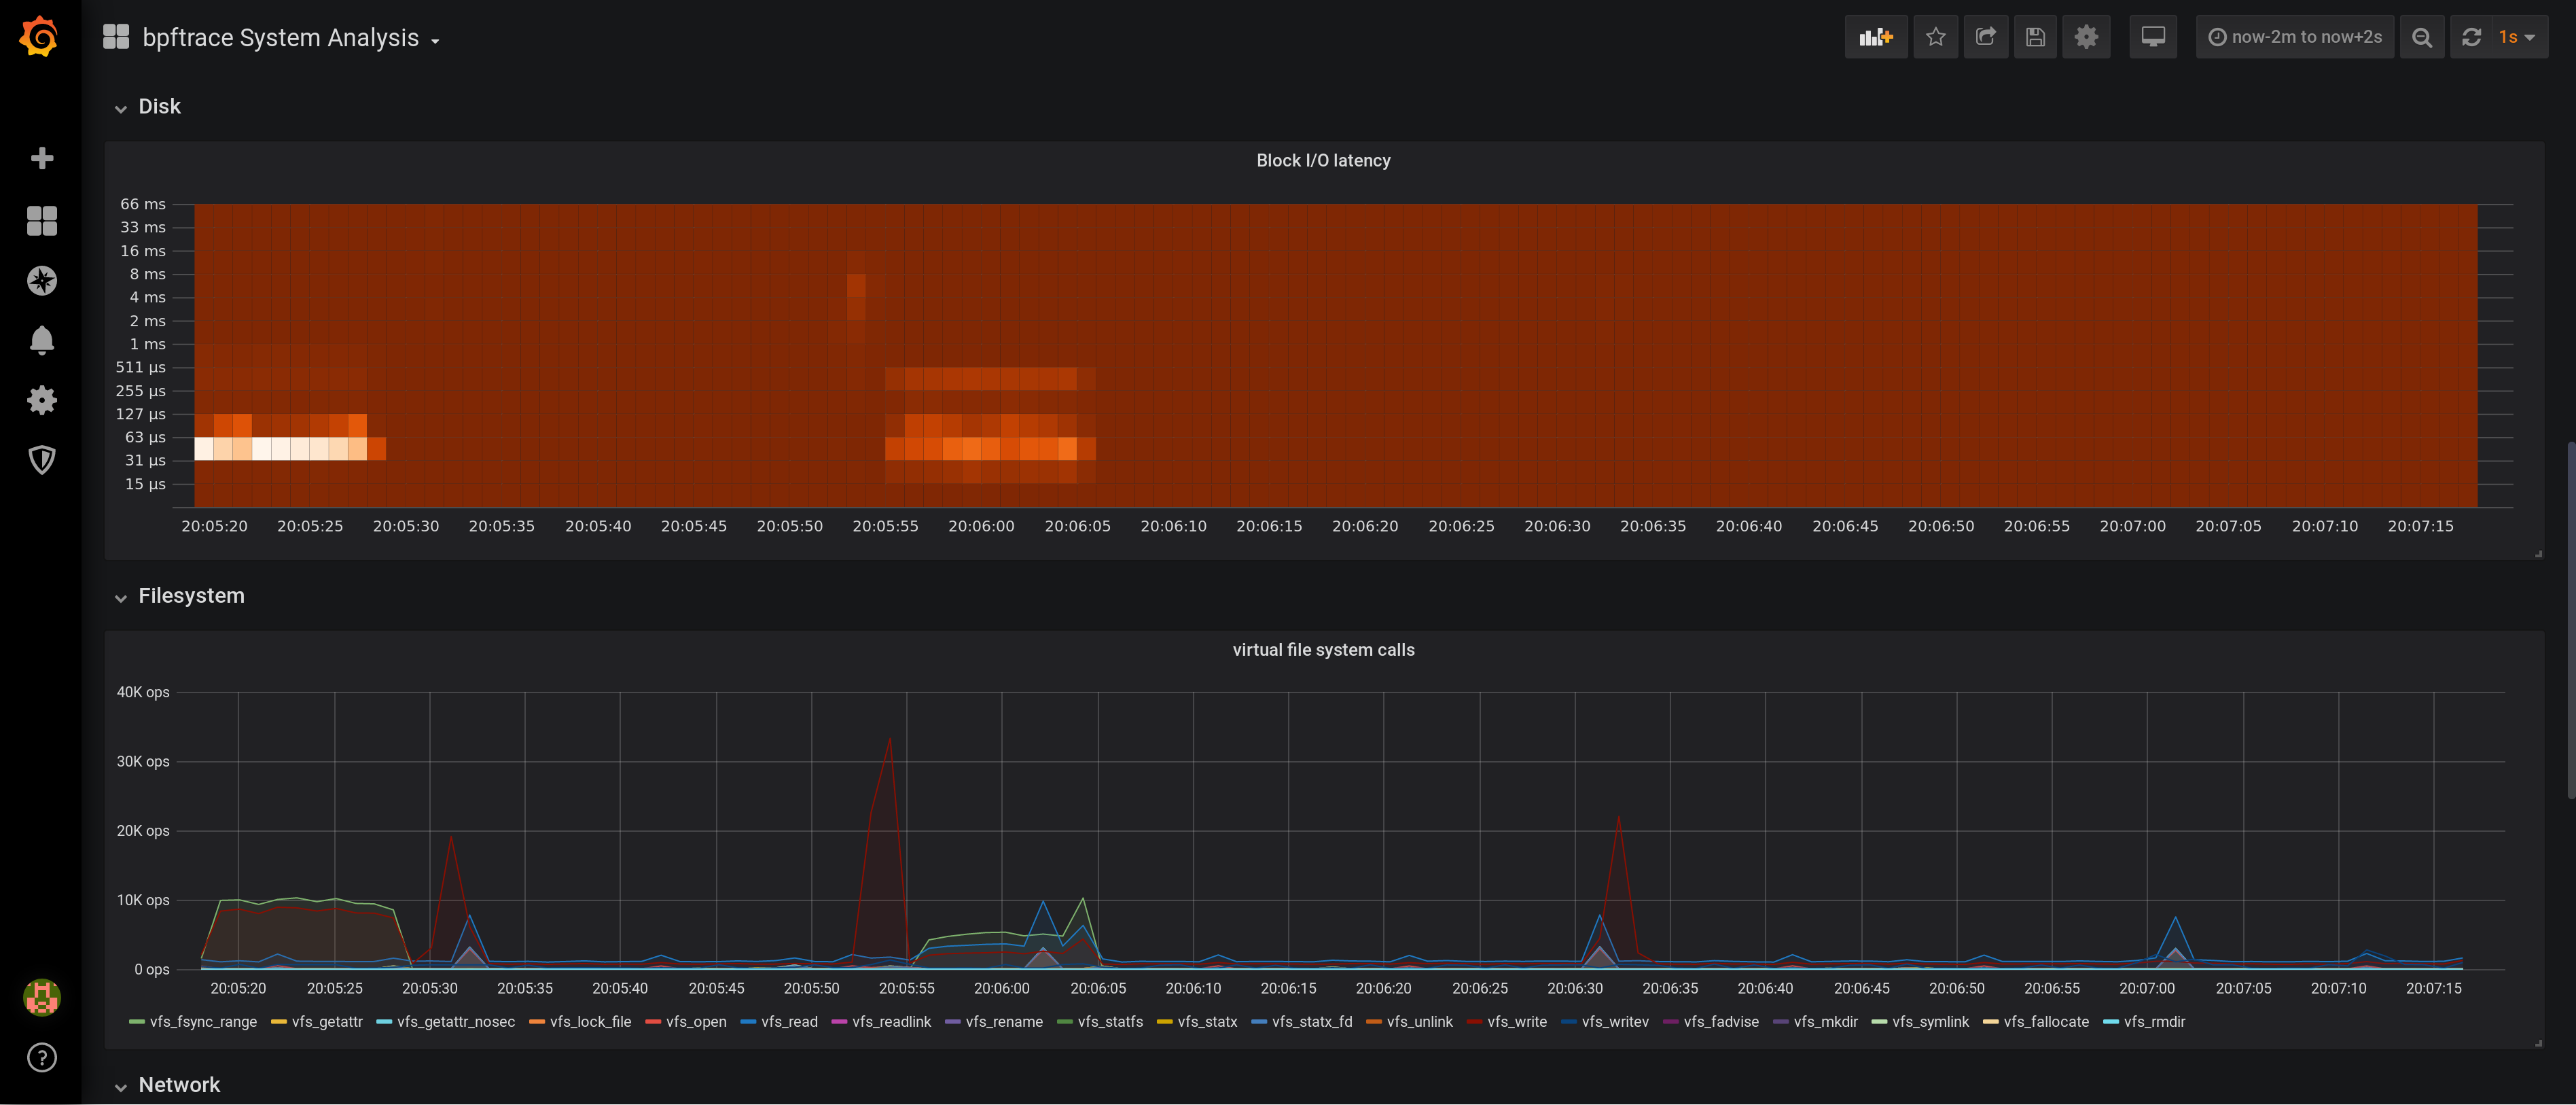 bpftrace System Analysis
now-2m to now+2s
1s
Disk
Block I/O latency
66 ms
33 ms
16 ms
8 ms
4 ms
2 ms
1 ms
511 µs
255 µs
127 µs
63 µs
31 µs
15 µs
20:05:20 20:05:25 20:05:30 20:05:35 20:05:40 20:05:45 20:05:50 20:05:55 20:06:00 20:06:05 20:06:10 20:06:15 20:06:20 20:06:25 20:06:30 20:06:35 20:06:40 20:06:45 20:06:50 20:06:55 20:07:00 20:07:05 20:07:10 20:07:15
Filesystem
virtual file system calls
40K ops
30K ops
20K ops
10K ops
0 ops
20:05:20 20:05:25 20:05:30 20:05:35 20:05:40 20:05:45 20:05:50 20:05:55 20:06:00 20:06:05 20:06:10 20:06:15 20:06:20 20:06:25 20:06:30 20:06:35 20:06:40 20:06:45 20:06:50 20:06:55 20:07:00 20:07:05 20:07:10 20:07:15
vfs_fsync_range vfs_getattr vfs_getattr_nosec vfs_lock_file vfs_open vfs_read vfs_readlink vfs_rename vfs_statfs vfs_statx vfs_statx_fd vfs_unlink vfs_write vfs_writev vfs_fadvise vfs_mkdir vfs_symlink vfs_fallocate vfs_rmdir
Network